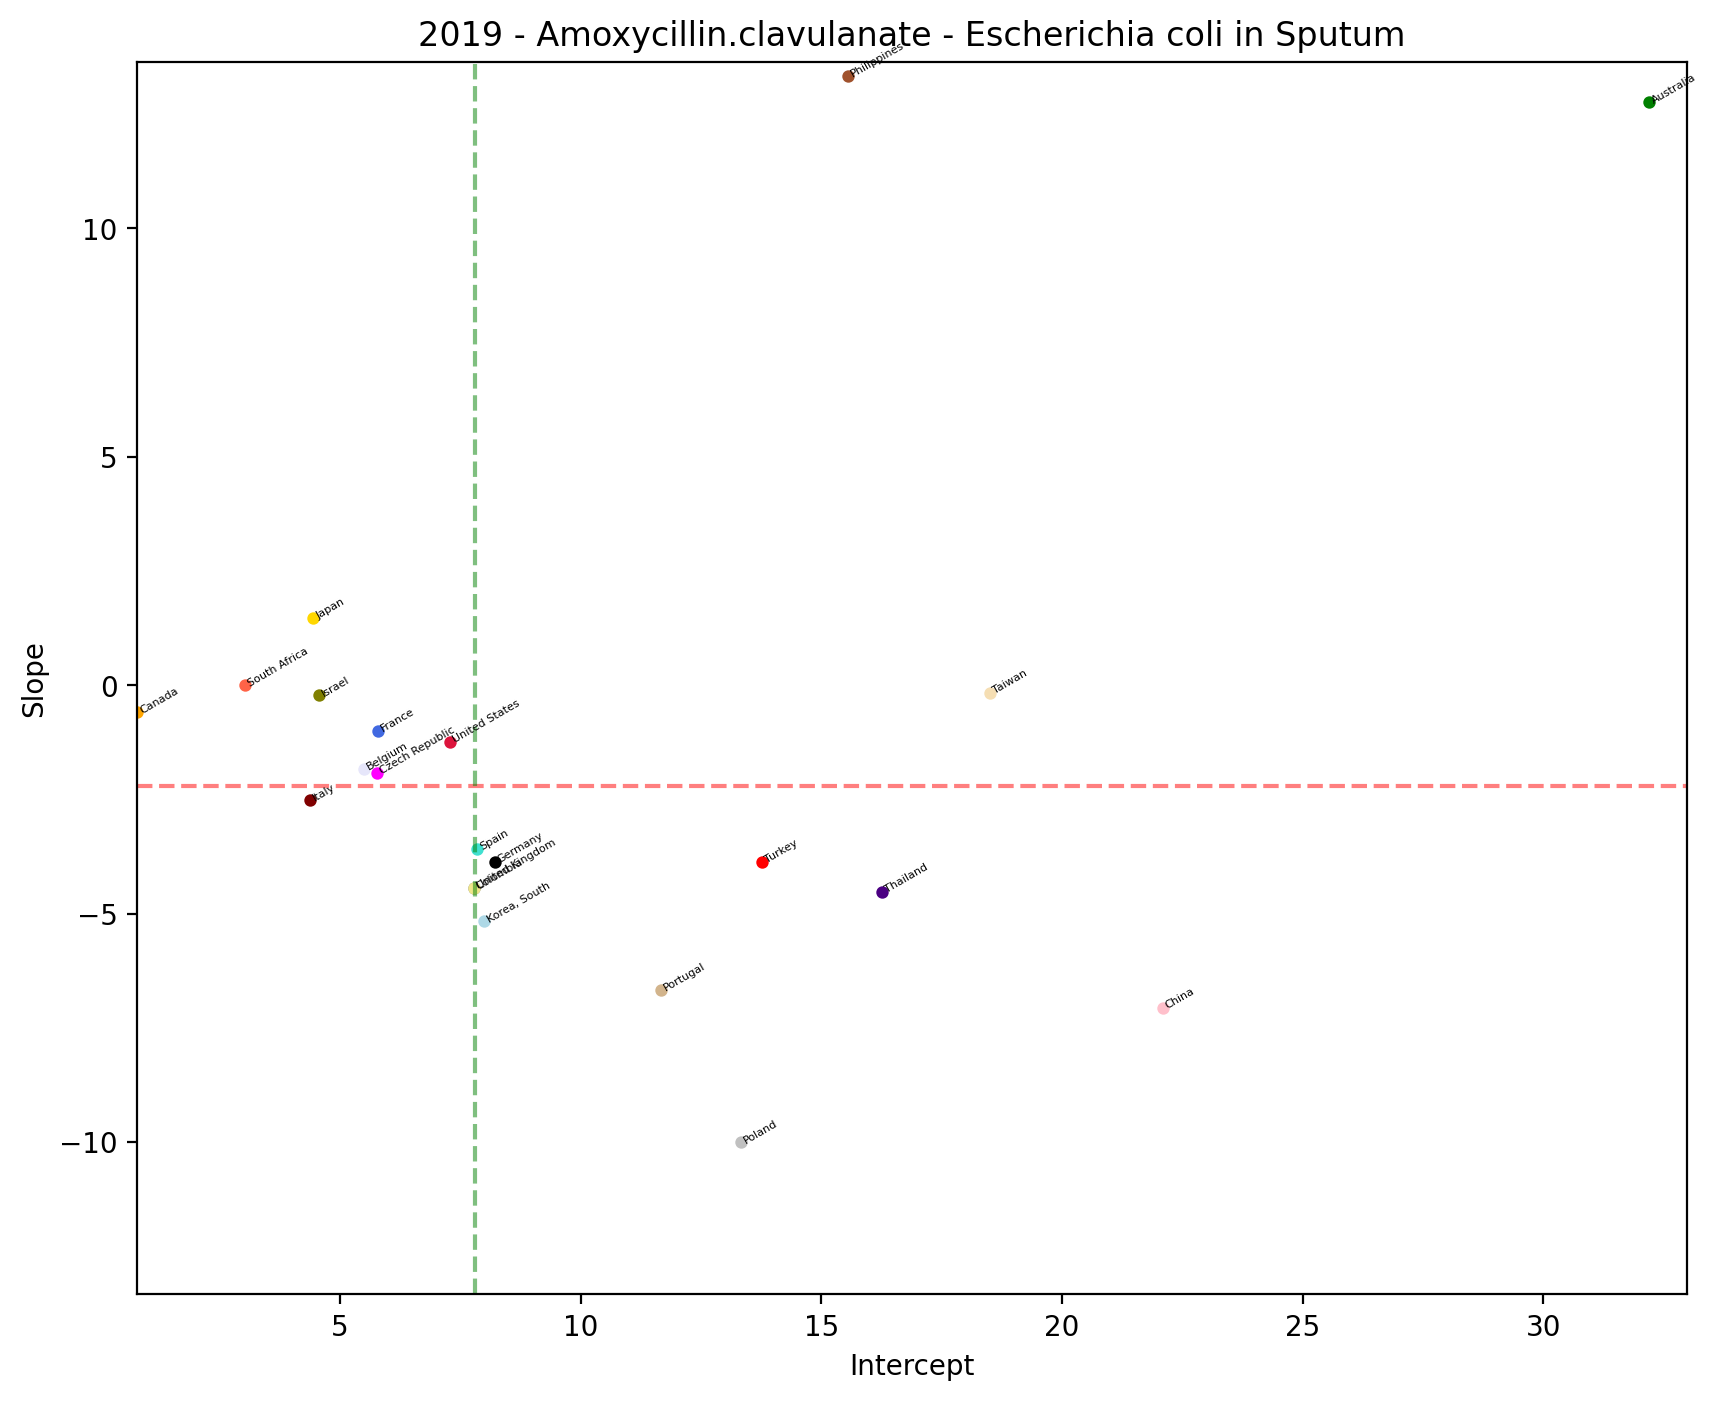 2019 - Amoxycillin.clavulanate - Escherichia coli in Sputum
Philippines
Australia
10
5
Japan
South Africa
Israel
Canada
Taiwan
0
France
United States
Czech Republic
Belgium
Italy
Spain
Germany
United Kingdom
Turkey
Thailand
Korea, South
−5
Portugal
China
Poland
−10
Slope
5
10
15
20
25
30
Intercept